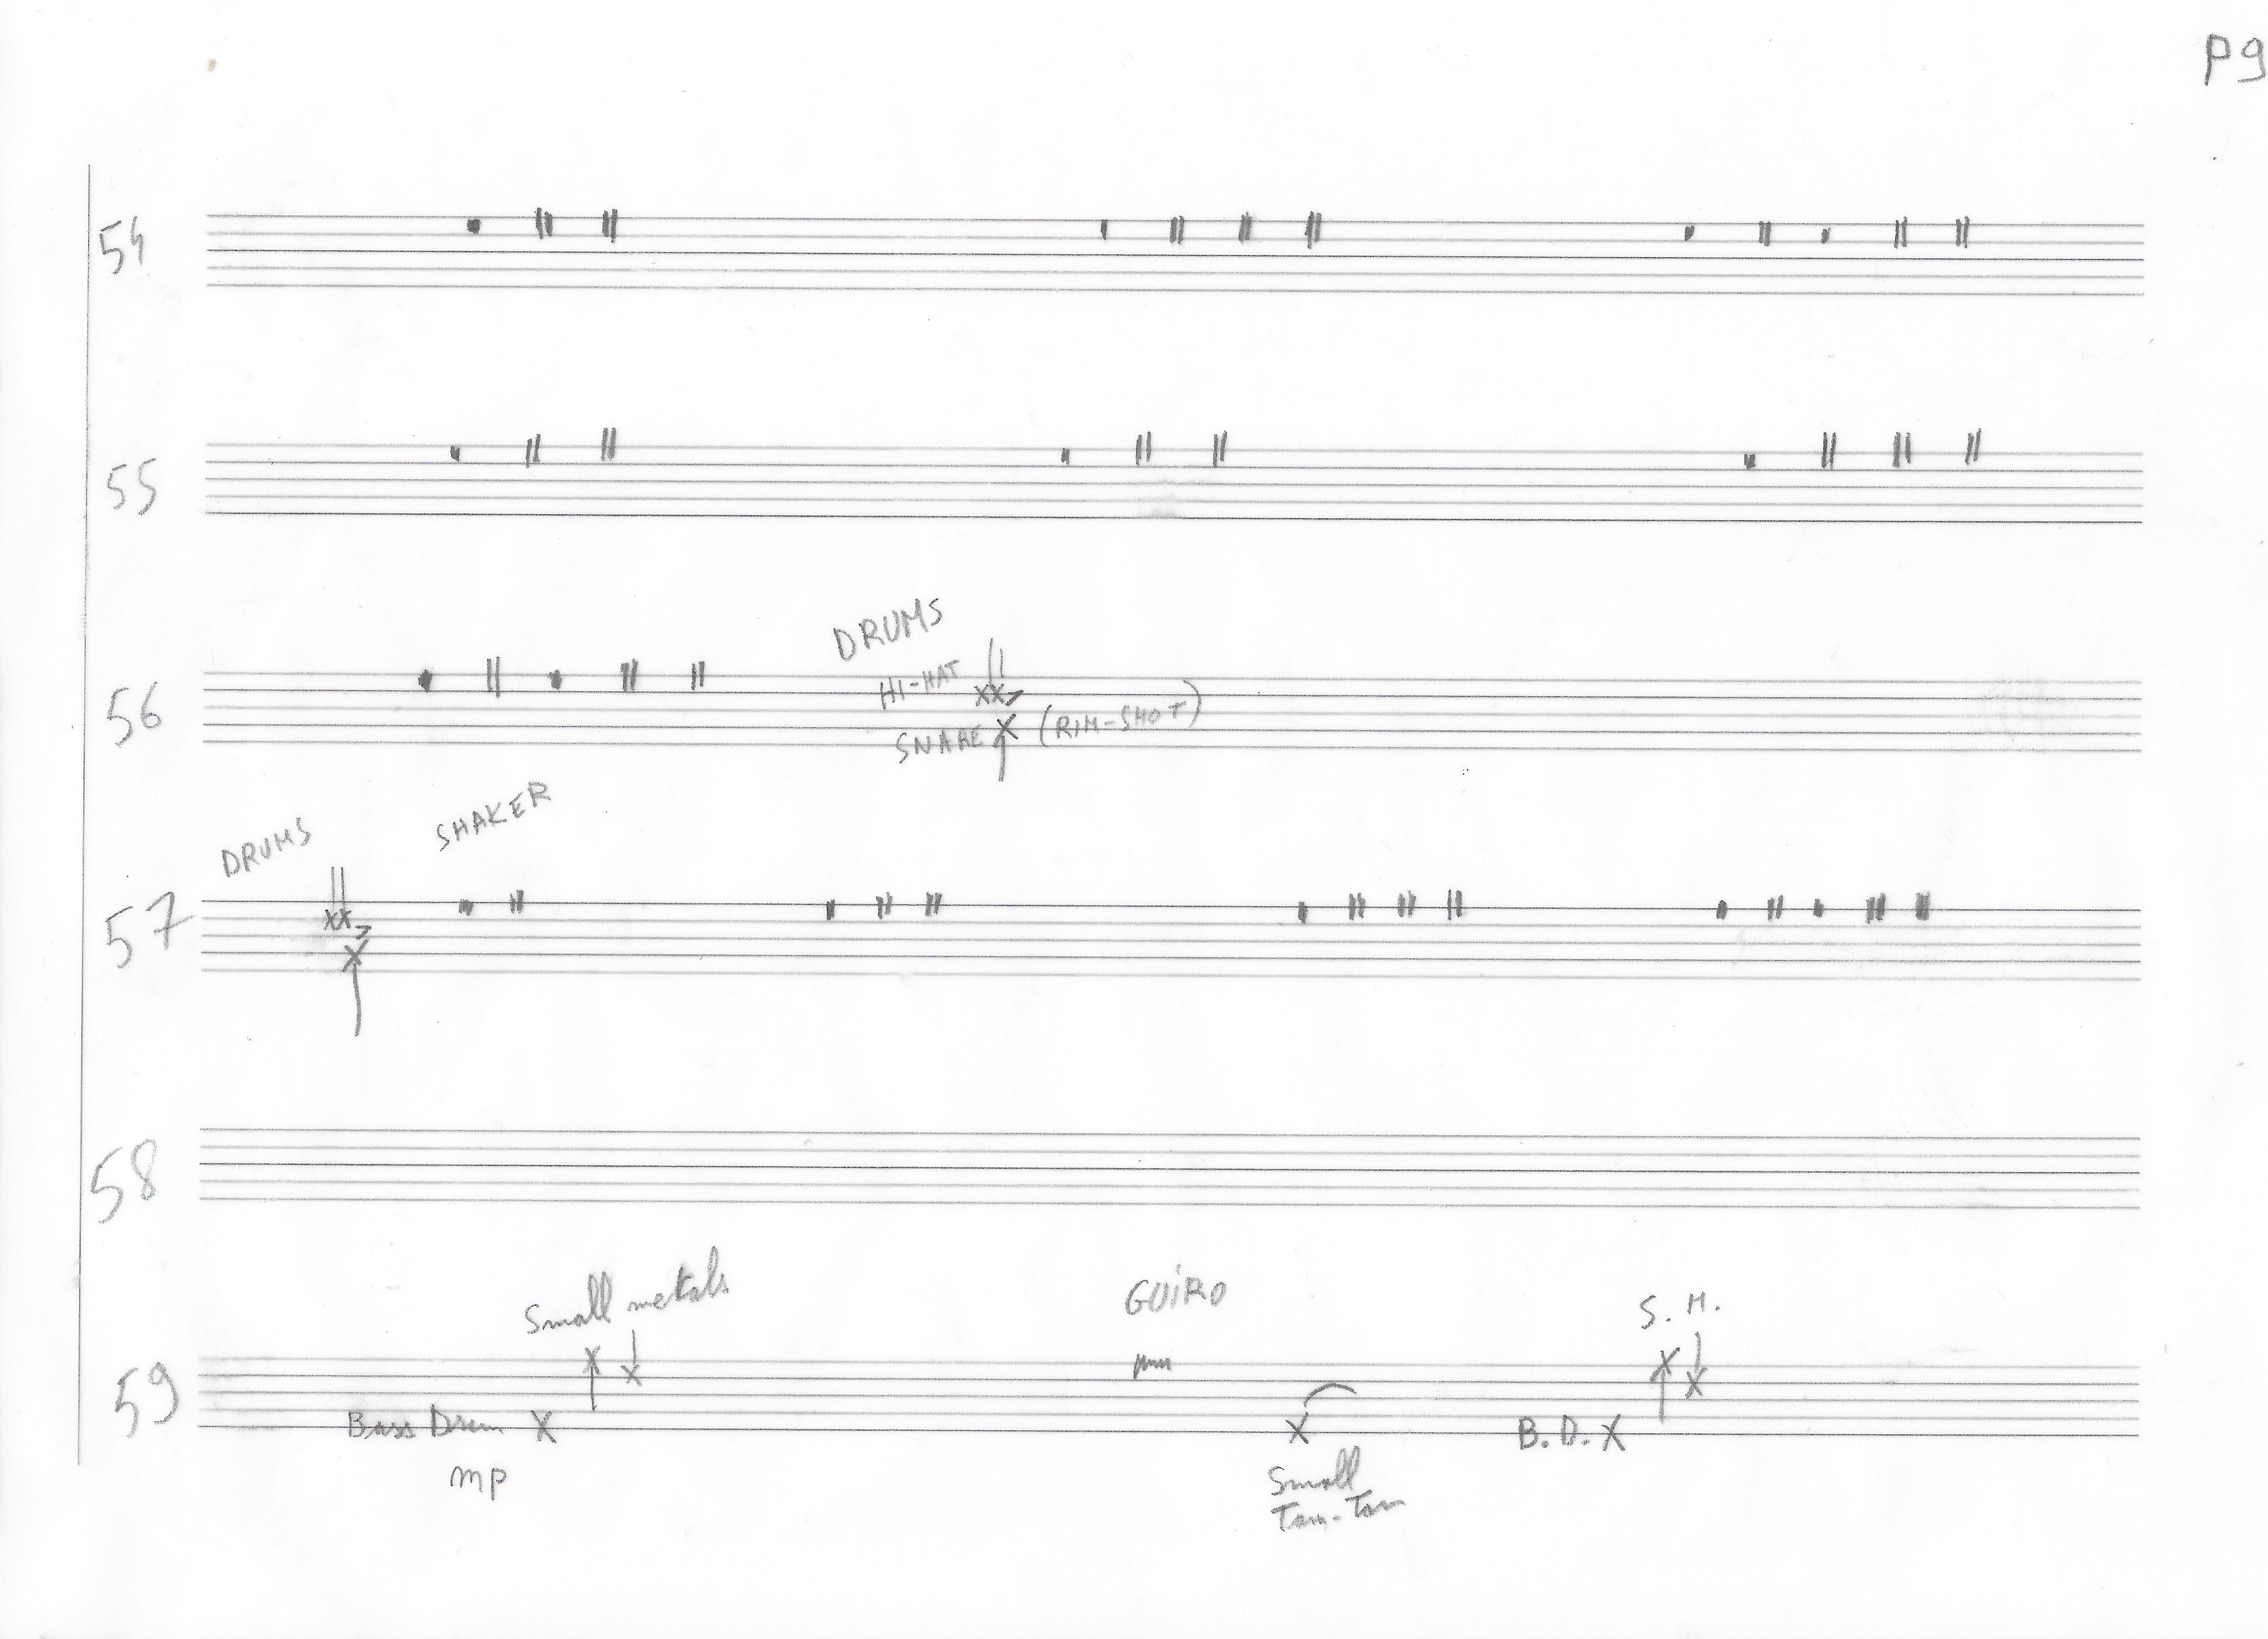 P9
54
55
DRUMS
56 HI-HAT
SNARE (RIM-SHOT)
DRUMS SHAKER
57
58
Small metals GUIRO S. M.
59
Bass Drum B. D.
mp Small
Tam-Tam